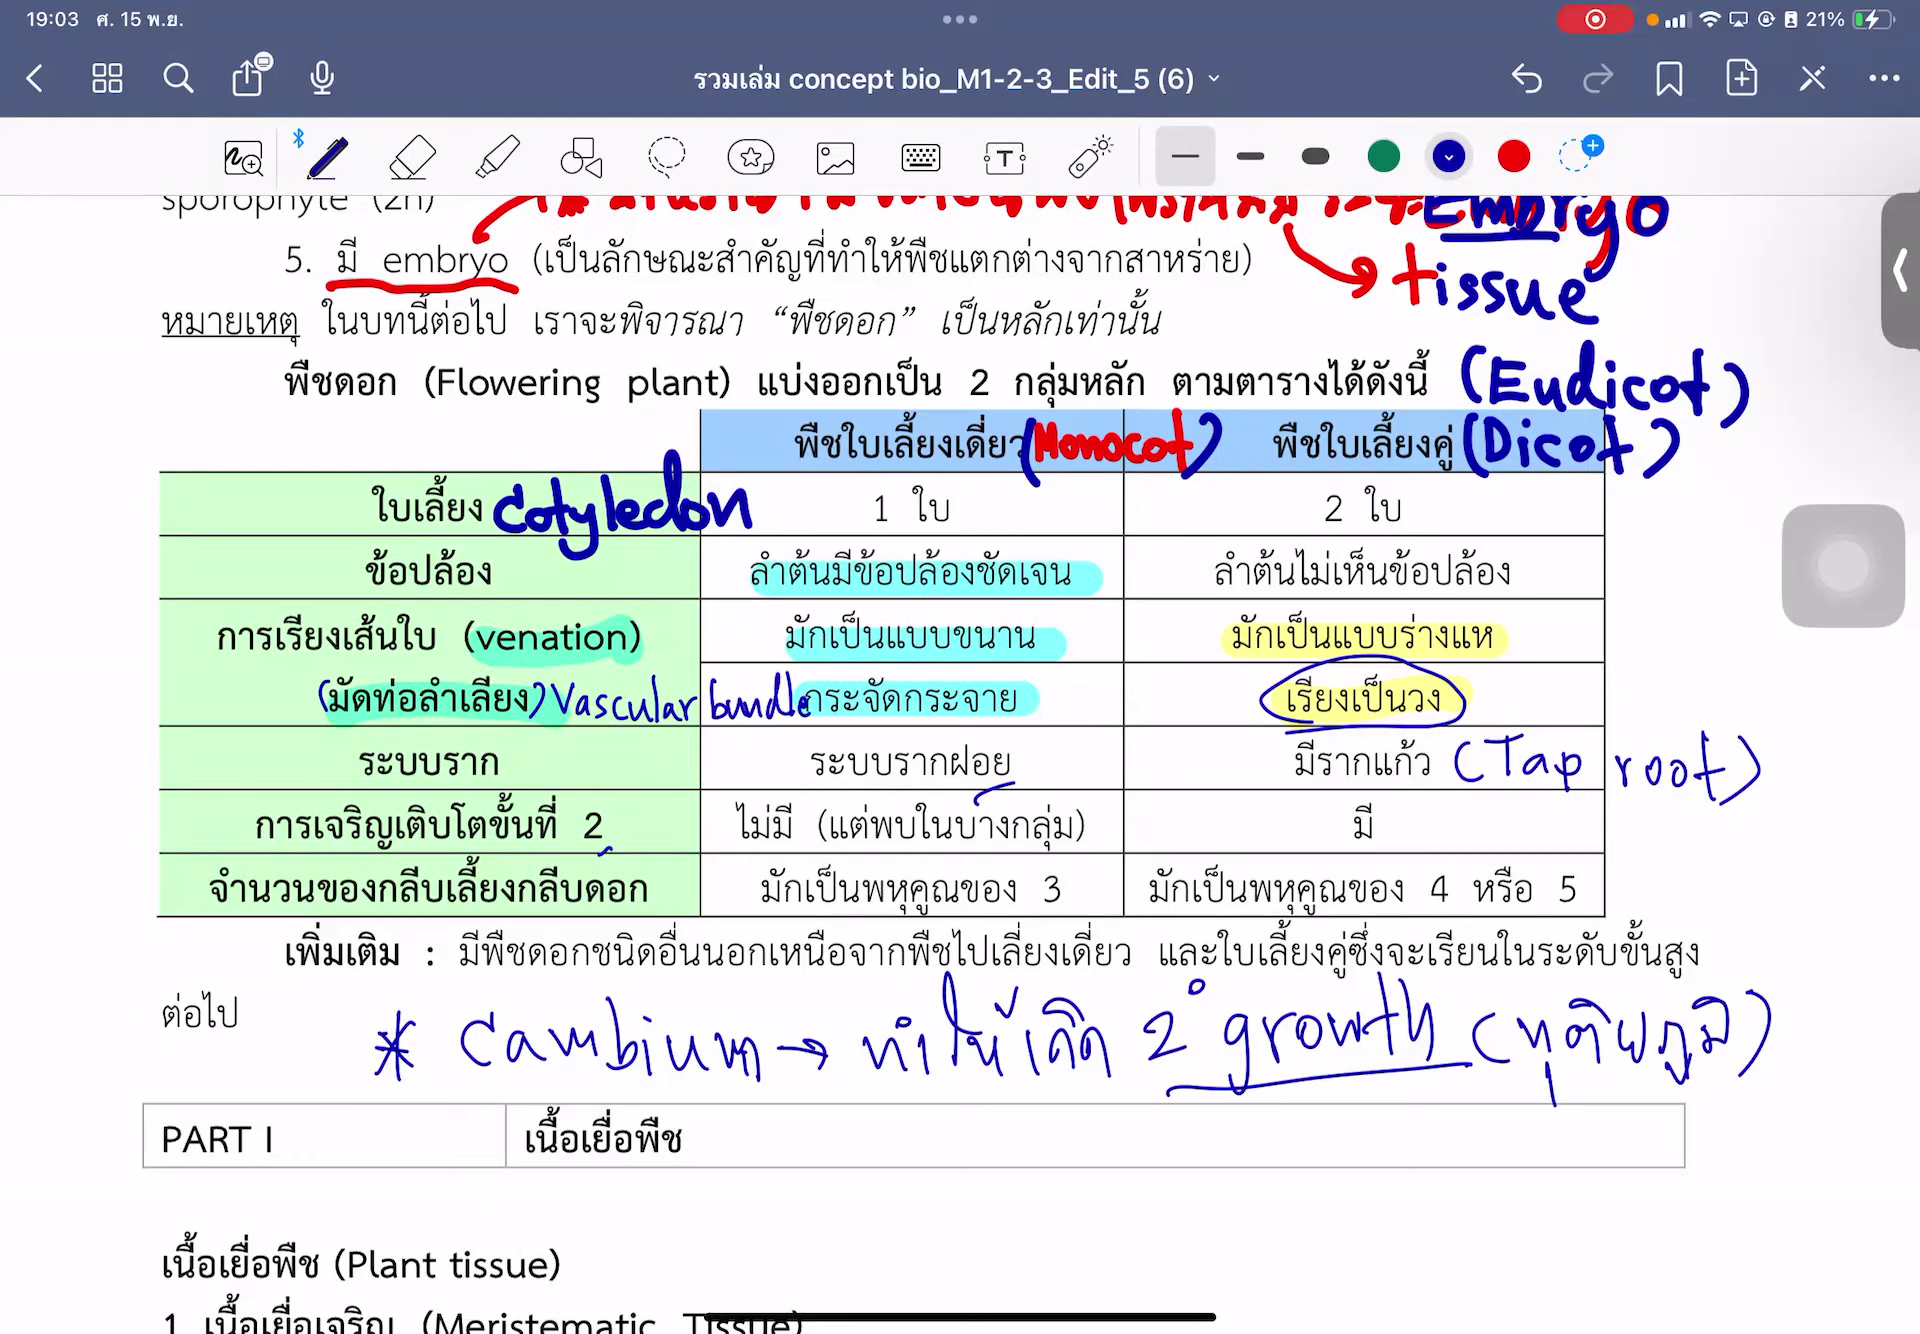 19:03 ศ. 15 พ.ย.
21%
รวมเล่ม concept bio_M1-2-3_Edit_5 (6)
sporophyte (2n)
Embryo
5. มี embryo (เป็นลักษณะสำคัญที่ทำให้พืชแตกต่างจากสาหร่าย)
tissue
หมายเหตุ ในบทนี้ต่อไป เราจะพิจารณา “พืชดอก” เป็นหลักเท่านั้น
พืชดอก (Flowering plant) แบ่งออกเป็น 2 กลุ่มหลัก ตามตารางได้ดังนี้ (Eudicot)
พืชใบเลี้ยงเดี่ยว (Monocot) พืชใบเลี้ยงคู่ (Dicot)
ใบเลี้ยง Cotyledon 1 ใบ 2 ใบ
ข้อปล้อง ลำต้นมีข้อปล้องชัดเจน ลำต้นไม่เห็นข้อปล้อง
การเรียงเส้นใบ (venation) มักเป็นแบบขนาน มักเป็นแบบร่างแห
(มัดท่อลำเลียง) Vascular bundle กระจัดกระจาย เรียงเป็นวง
ระบบราก ระบบรากฝอย มีรากแก้ว (Tap root)
การเจริญเติบโตขั้นที่ 2 ไม่มี (แต่พบในบางกลุ่ม) มี
จำนวนของกลีบเลี้ยงกลีบดอก มักเป็นพหุคูณของ 3 มักเป็นพหุคูณของ 4 หรือ 5
เพิ่มเติม : มีพืชดอกชนิดอื่นนอกเหนือจากพืชใบเลี้ยงเดี่ยว และใบเลี้ยงคู่ซึ่งจะเรียนในระดับขั้นสูง
ต่อไป
* Cambium → ทำให้เกิด 2° growth (ทุติยภูมิ)
PART I เนื้อเยื่อพืช
เนื้อเยื่อพืช (Plant tissue)
1. เนื้อเยื่อเจริญ (Meristematic Tissue)